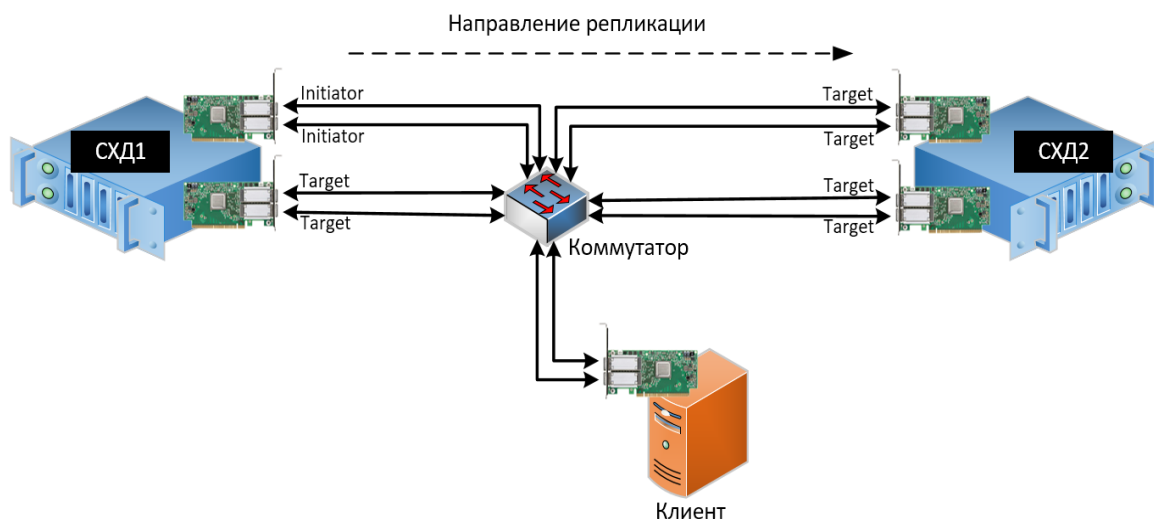 Направление репликации
Initiator
Initiator
Target
Target
СХД1
СХД2
Target
Target
Target
Target
Коммутатор
Клиент